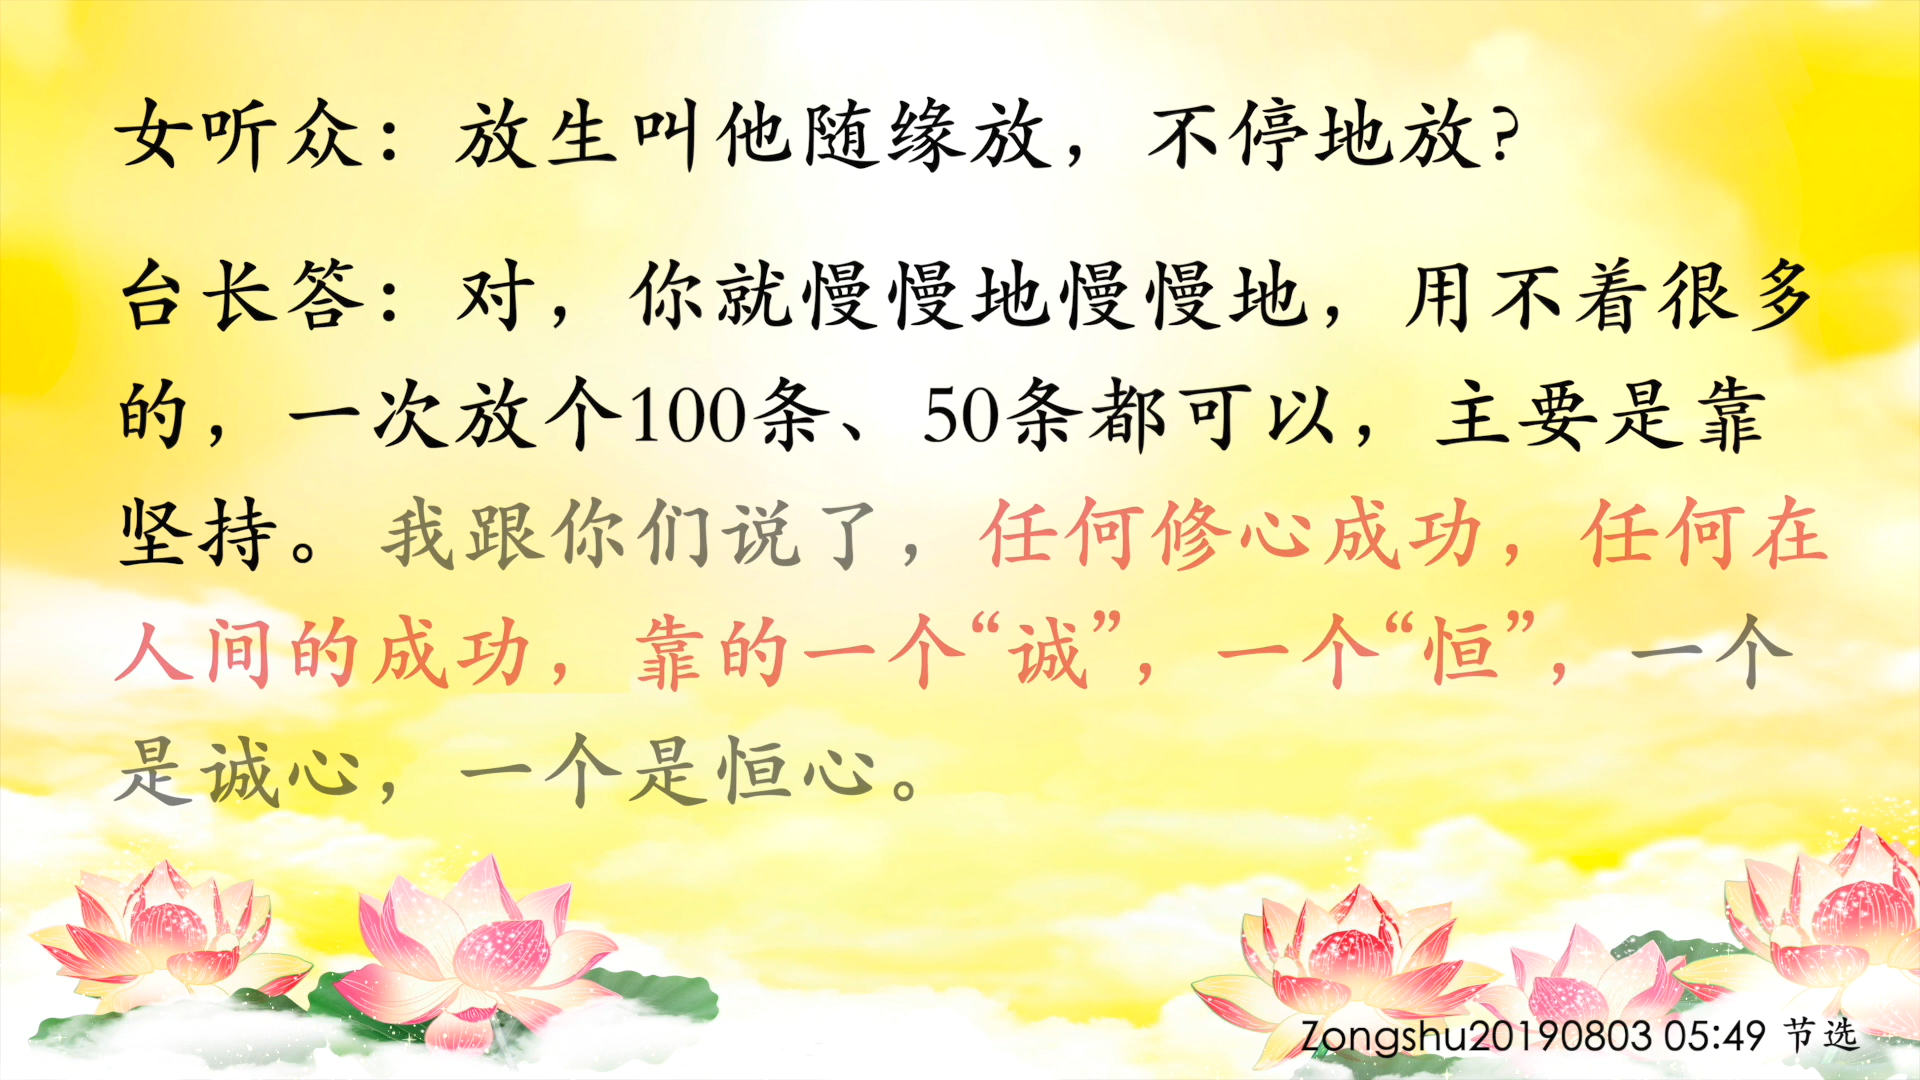 女听众：放生叫他随缘放，不停地放？
台长答：对，你就慢慢地慢慢地，用不着很多
的，一次放个100条、50条都可以，主要是靠
坚持。我跟你们说了，任何修心成功，任何在
人间的成功，靠的一个“诚”，一个“恒”，一个
是诚心，一个是恒心。
Zongshu20190803 05:49 节选